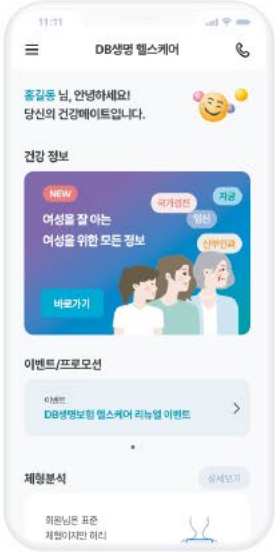 11:11
DB생명 헬스케어
홍길동 님, 안녕하세요!
당신의 건강메이트입니다.
건강 정보
NEW
국가검진
자궁
여성을 잘 아는
임신
여성을 위한 모든 정보
산부인과
바로가기
이벤트/프로모션
이벤트
DB생명보험 헬스케어 리뉴얼 이벤트
체형분석
상세보기
회원님은 표준
체형이지만 허리